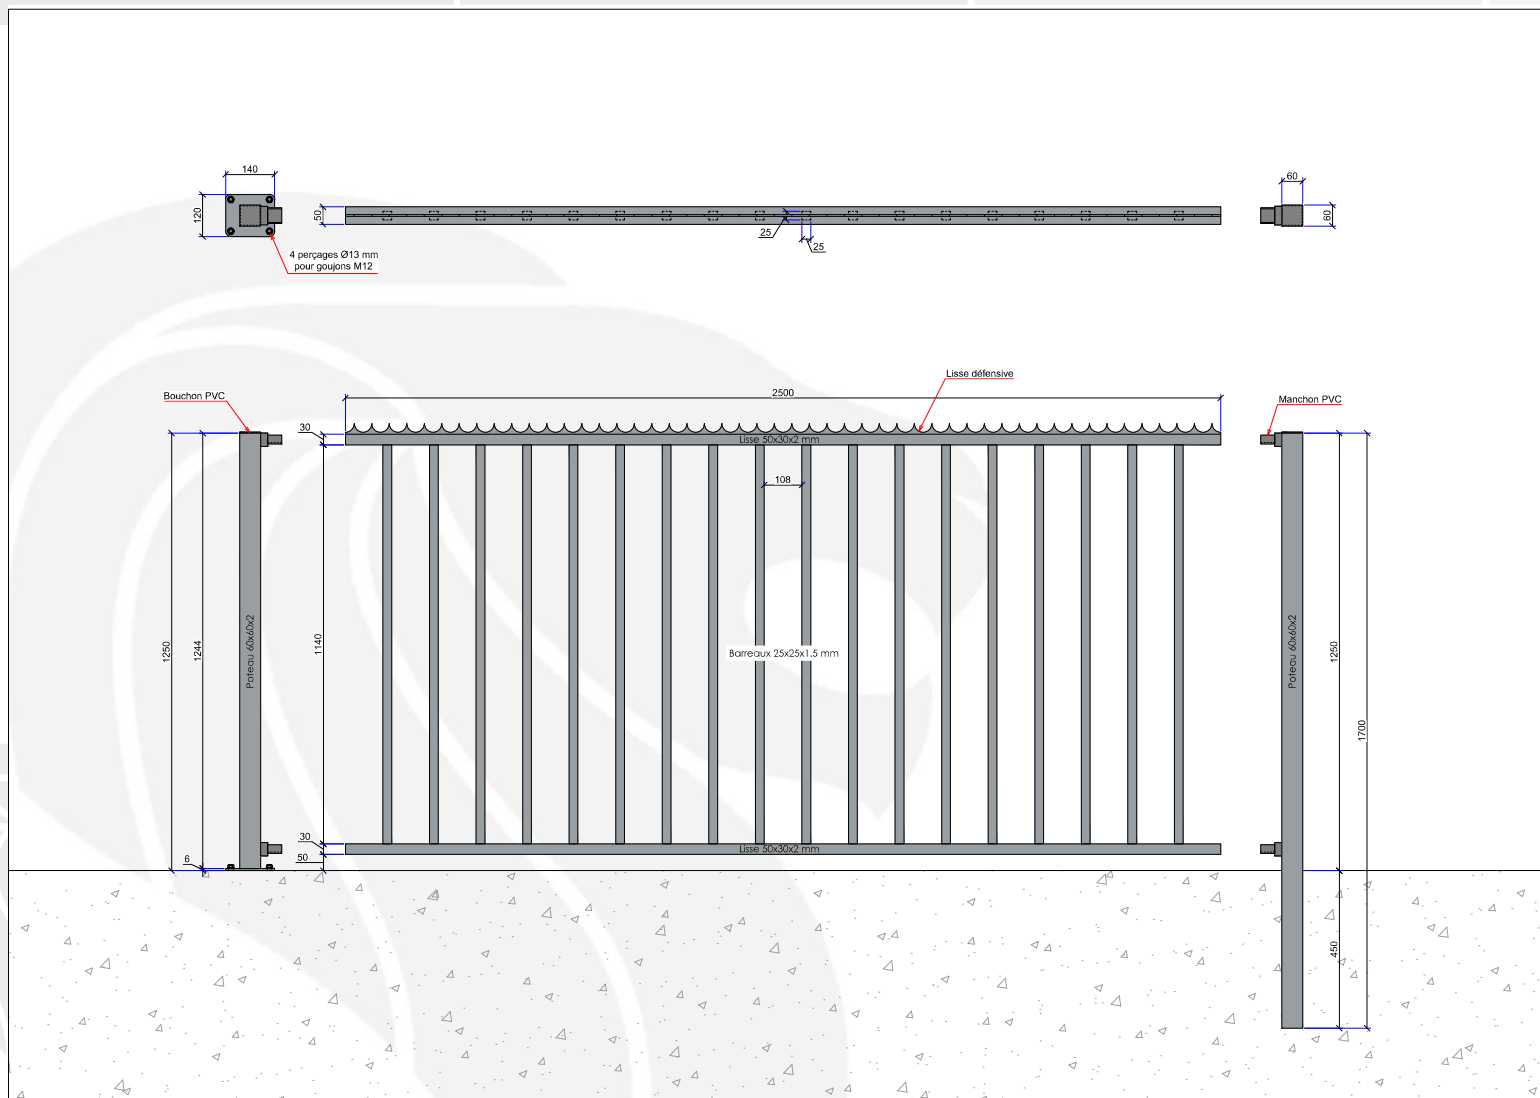 140
60
120
50
60
25
25
4 perçages Ø13 mm
pour goujons M12
Lisse défensive
Bouchon PVC
2500
Manchon PVC
30
Lisse 50x30x2 mm
108
1250
1244
Poteau 60x60x2
1140
Barreaux 25x25x1.5 mm
Poteau 60x60x2
1250
1700
30
Lisse 50x30x2 mm
6
50
450